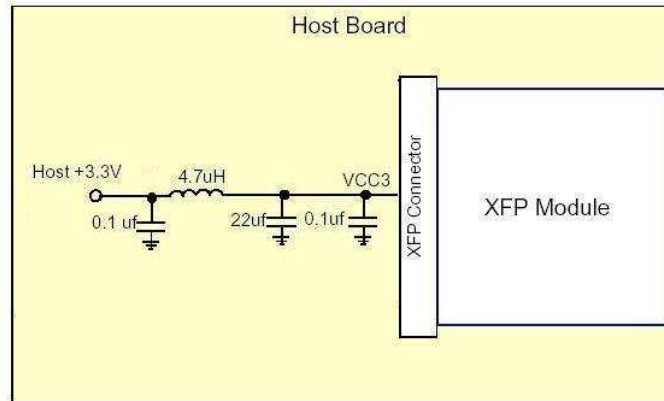 Host Board
Host +3.3V
4.7uH
VCC3
0.1 uf
22uf
0.1uf
XFP Connector
XFP Module